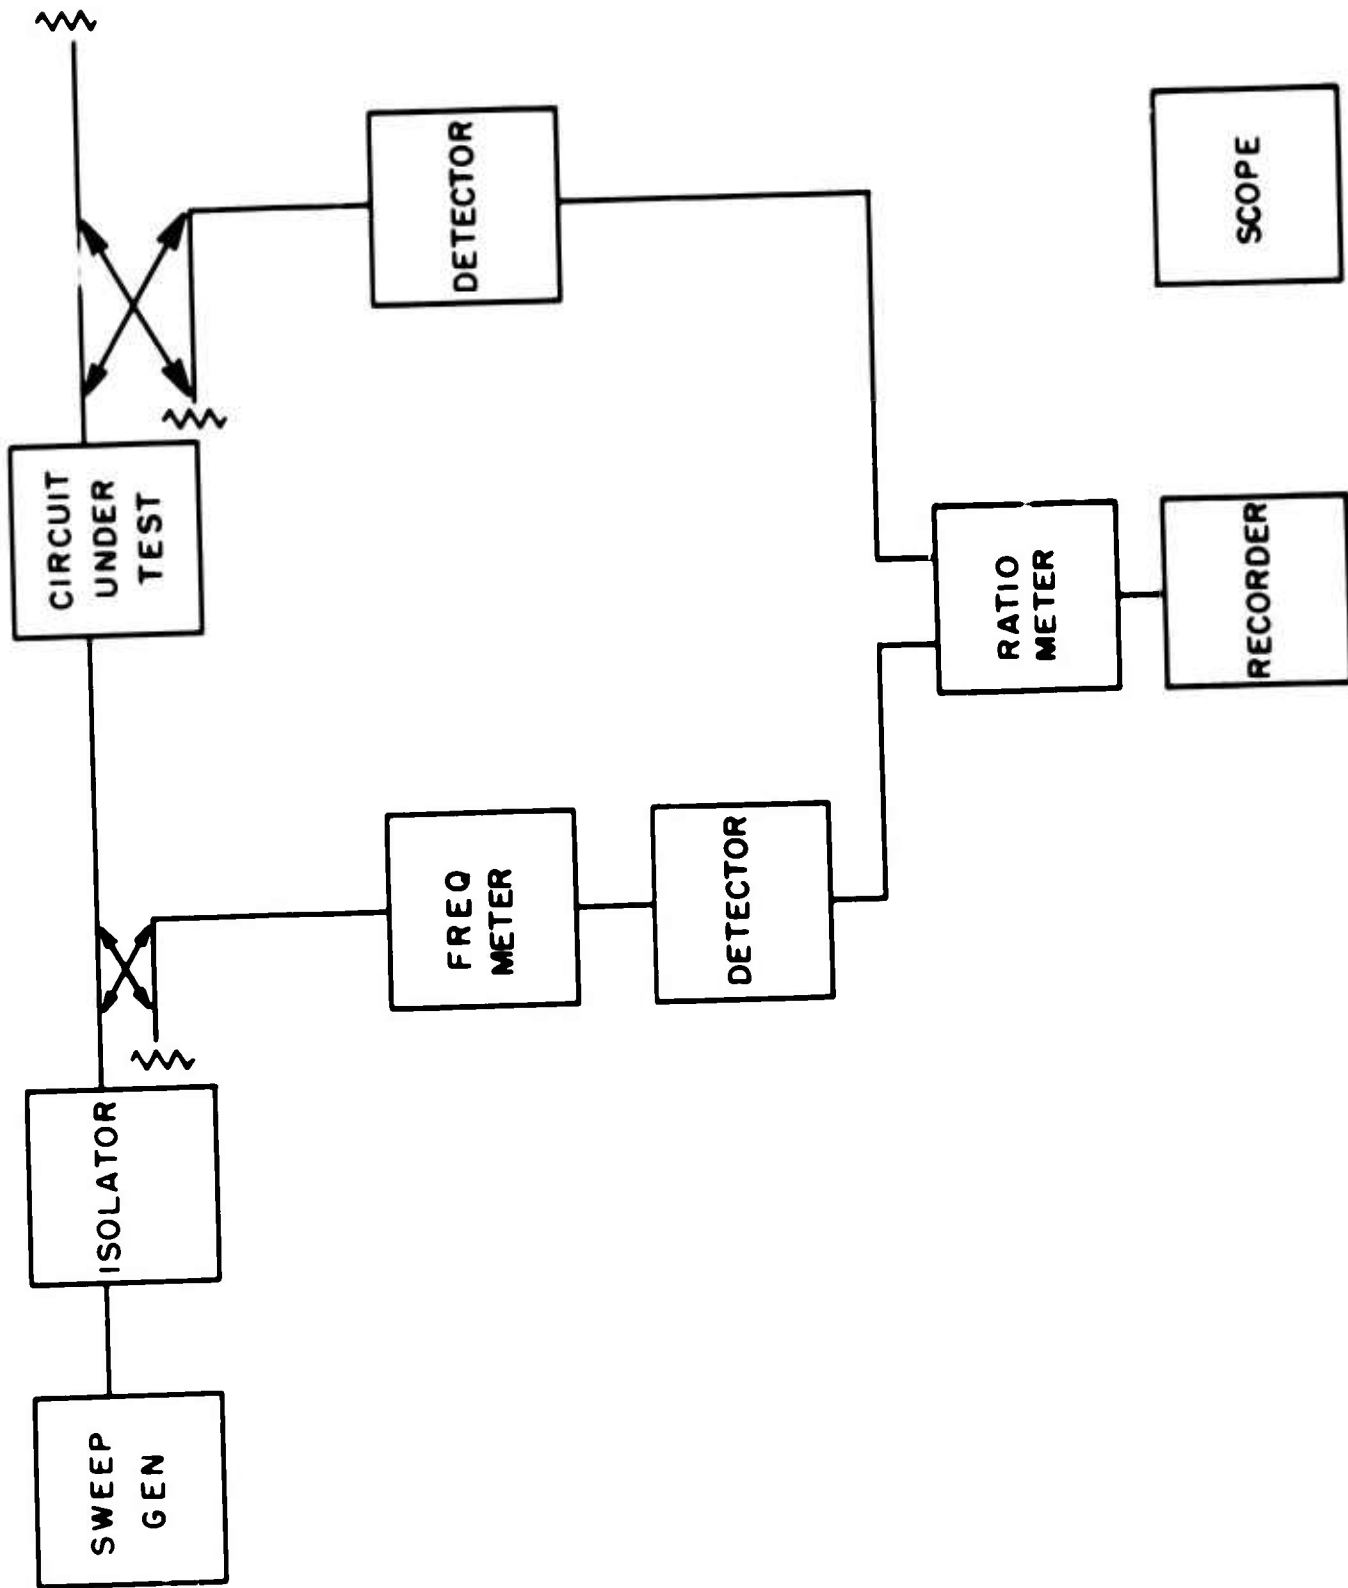 SWEEP
GEN
ISOLATOR
CIRCUIT
UNDER
TEST
FREQ
METER
DETECTOR
DETECTOR
RATIO
METER
RECORDER
SCOPE